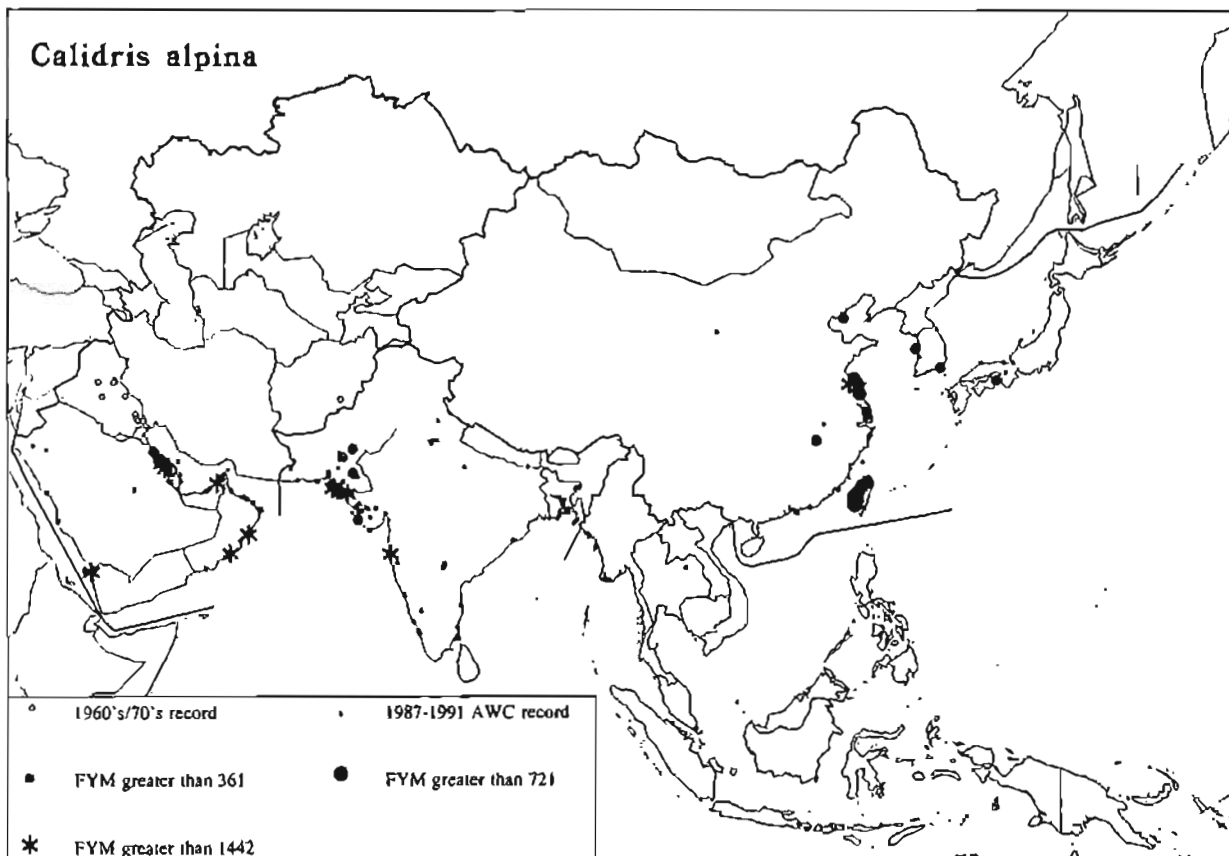 Calidris alpina
1960's/70's record
1987-1991 AWC record
FYM greater than 361
FYM greater than 721
FYM greater than 1442